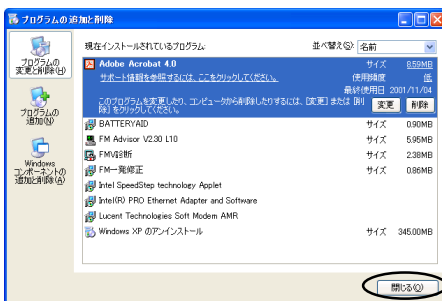 プログラムの追加と削除
プログラムの
変更と削除(H)
プログラムの
追加(N)
Windows
コンポーネントの
追加と削除(A)
現在インストールされているプログラム:
並べ替え(S): 名前
Adobe Acrobat 4.0 サイズ 8.59MB
サポート情報を参照するには、ここをクリックしてください。 使用頻度 低
最終使用日 2001/11/04
このプログラムを変更したり、コンピュータから削除したりするには、[変更] または [削除] をクリックしてください。 変更 削除
BATTERYAID サイズ 0.90MB
FM Advisor V2.30 L10 サイズ 5.95MB
FMV診断 サイズ 2.38MB
FM一発修正 サイズ 0.86MB
Intel SpeedStep technology Applet
Intel(R) PRO Ethernet Adapter and Software
Lucent Technologies Soft Modem AMR
Windows XP のアンインストール サイズ 345.00MB
閉じる(O)